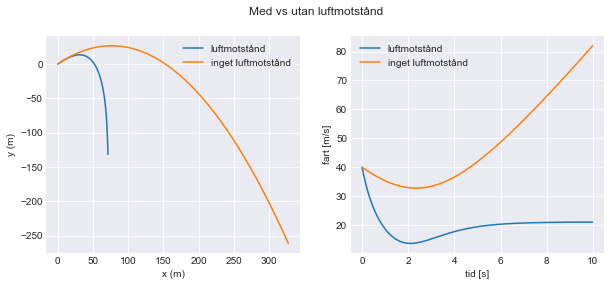 Med vs utan luftmotstånd
luftmotstånd
inget luftmotstånd
0
−50
−100
−150
−200
−250
y (m)
0
50
100
150
200
250
300
x (m)
luftmotstånd
inget luftmotstånd
80
70
60
50
40
30
20
fart [m/s]
0
2
4
6
8
10
tid [s]